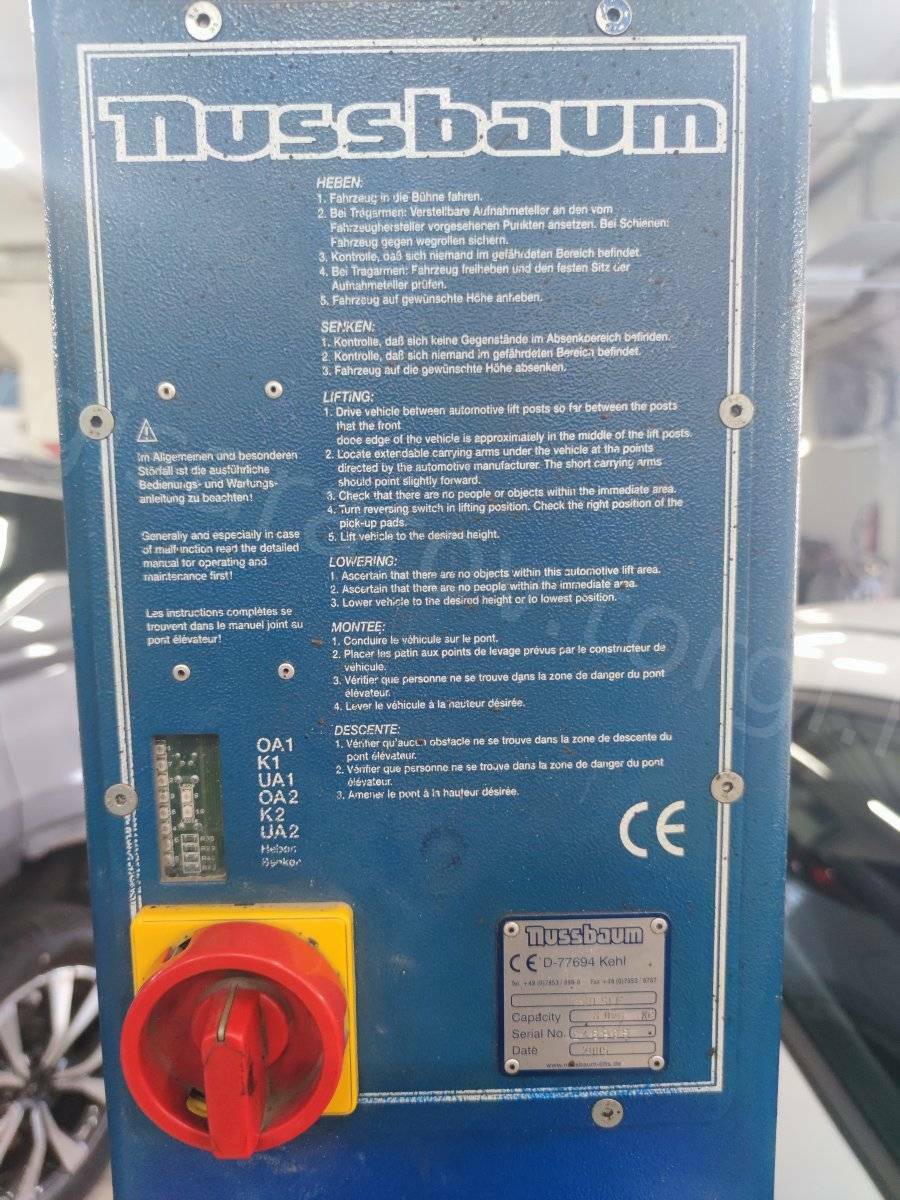 Nussbaum
HEBEN:
1. Fahrzeug in die Bühne fahren.
2. Bei Tragarmen: Verstellbare Aufnahmeteller an den vom
Fahrzeughersteller vorgesehenen Punkten ansetzen. Bei Schienen:
Fahrzeug gegen wegrollen sichern.
3. Kontrolle, daß sich niemand im gefährdeten Bereich befindet.
4. Bei Tragarmen: Fahrzeug freiheben und den festen Sitz der
Aufnahmeteller prüfen.
5. Fahrzeug auf gewünschte Höhe anheben.
SENKEN:
1. Kontrolle, daß sich keine Gegenstände im Absenkbereich befinden.
2. Kontrolle, daß sich niemand im gefährdeten Bereich befindet.
3. Fahrzeug auf die gewünschte Höhe absenken.
LIFTING:
1. Drive vehicle between automotive lift posts so far between the posts
that the front
dooe edge of the vehicle is approximately in the middle of the lift posts.
2. Locate extendable carrying arms under the vehicle at tha points
directed by the automotive manufacturer. The short carrying arms
should point slightly forward.
3. Check that there are no people or objects within the immediate area.
4. Turn reversing switch in lifting position. Check the right position of the
pick-up pads.
5. Lift vehicle to the desired height.
LOWERING:
1. Ascertain that there are no objects within this automotive lift area.
2. Ascertain that there are no people within the immediate area.
3. Lower vehicle to the desired height or to lowest position.
MONTEE:
1. Conduire le véhicule sur le pont.
2. Placer les patin aux points de levage prévus par le constructeur de
véhicule.
3. Vérifier que personne ne se trouve dans la zone de danger du pont
élévateur.
4. Lever le véhicule à la hauteur désirée.
DESCENTE:
1. Vérifier qu'aucun obstacle ne se trouve dans la zone de descente du
pont élévateur.
2. Vérifier que personne ne se trouve dans la zone de danger du pont
élévateur.
3. Amener le pont à la hauteur désirée.
Im Allgemeinen und besonderen
Störfall ist die ausführliche
Bedienungs- und Wartungs-
anleitung zu beachten!
Generally and especially in case
of malfunction read the detailed
manual for operating and
maintenance first!
Les instructions complètes se
trouvent dans le manuel joint au
pont élévateur!
OA1
K1
UA1
OA2
K2
UA2
Heben
Senken
CE
Nussbaum
CE D-77694 Kehl
Tel. +49 (0)7853 / 899-0 Fax +49 (0)7853 / 8787
Capacity
Serial No.
Date 2005
www.nussbaum-lifts.de